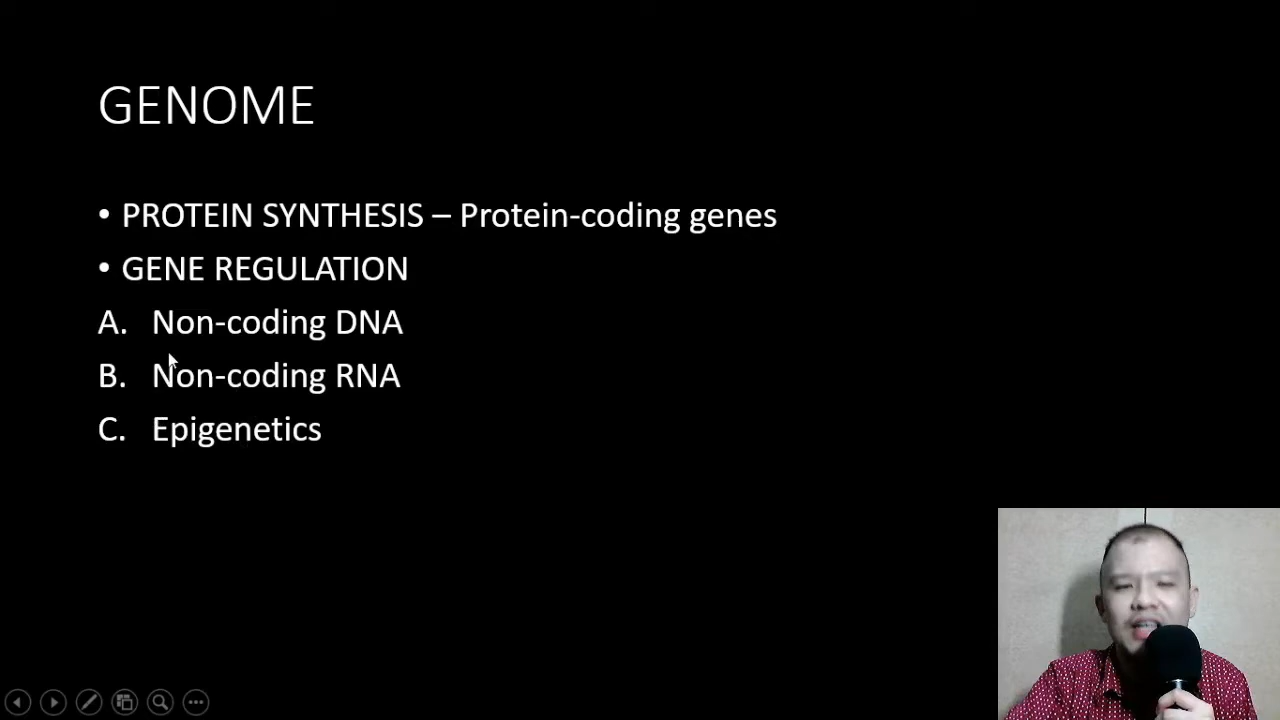 GENOME
• PROTEIN SYNTHESIS – Protein-coding genes
• GENE REGULATION
A. Non-coding DNA
B. Non-coding RNA
C. Epigenetics